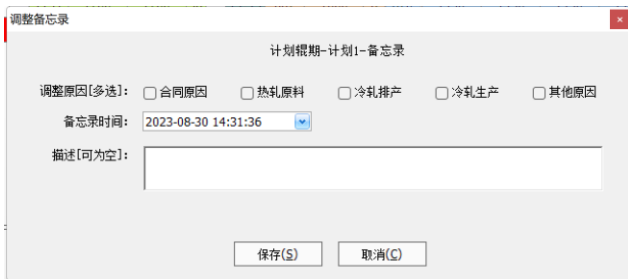 调整备忘录
计划辊期-计划1-备忘录
调整原因[多选]: 合同原因 热轧原料 冷轧排产 冷轧生产 其他原因
备忘录时间: 2023-08-30 14:31:36
描述[可为空]:
保存(S) 取消(C)